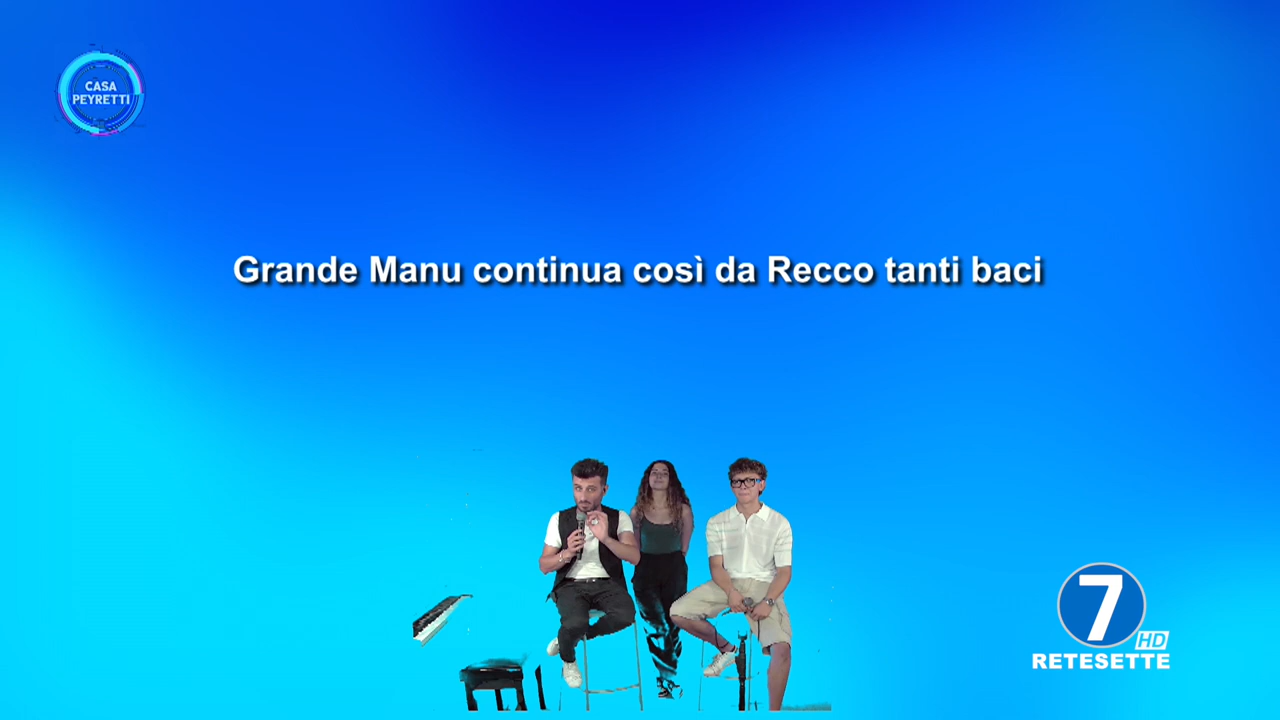 CASA
PEYRETTI
Grande Manu continua così da Recco tanti baci
7
HD
RETESETTE